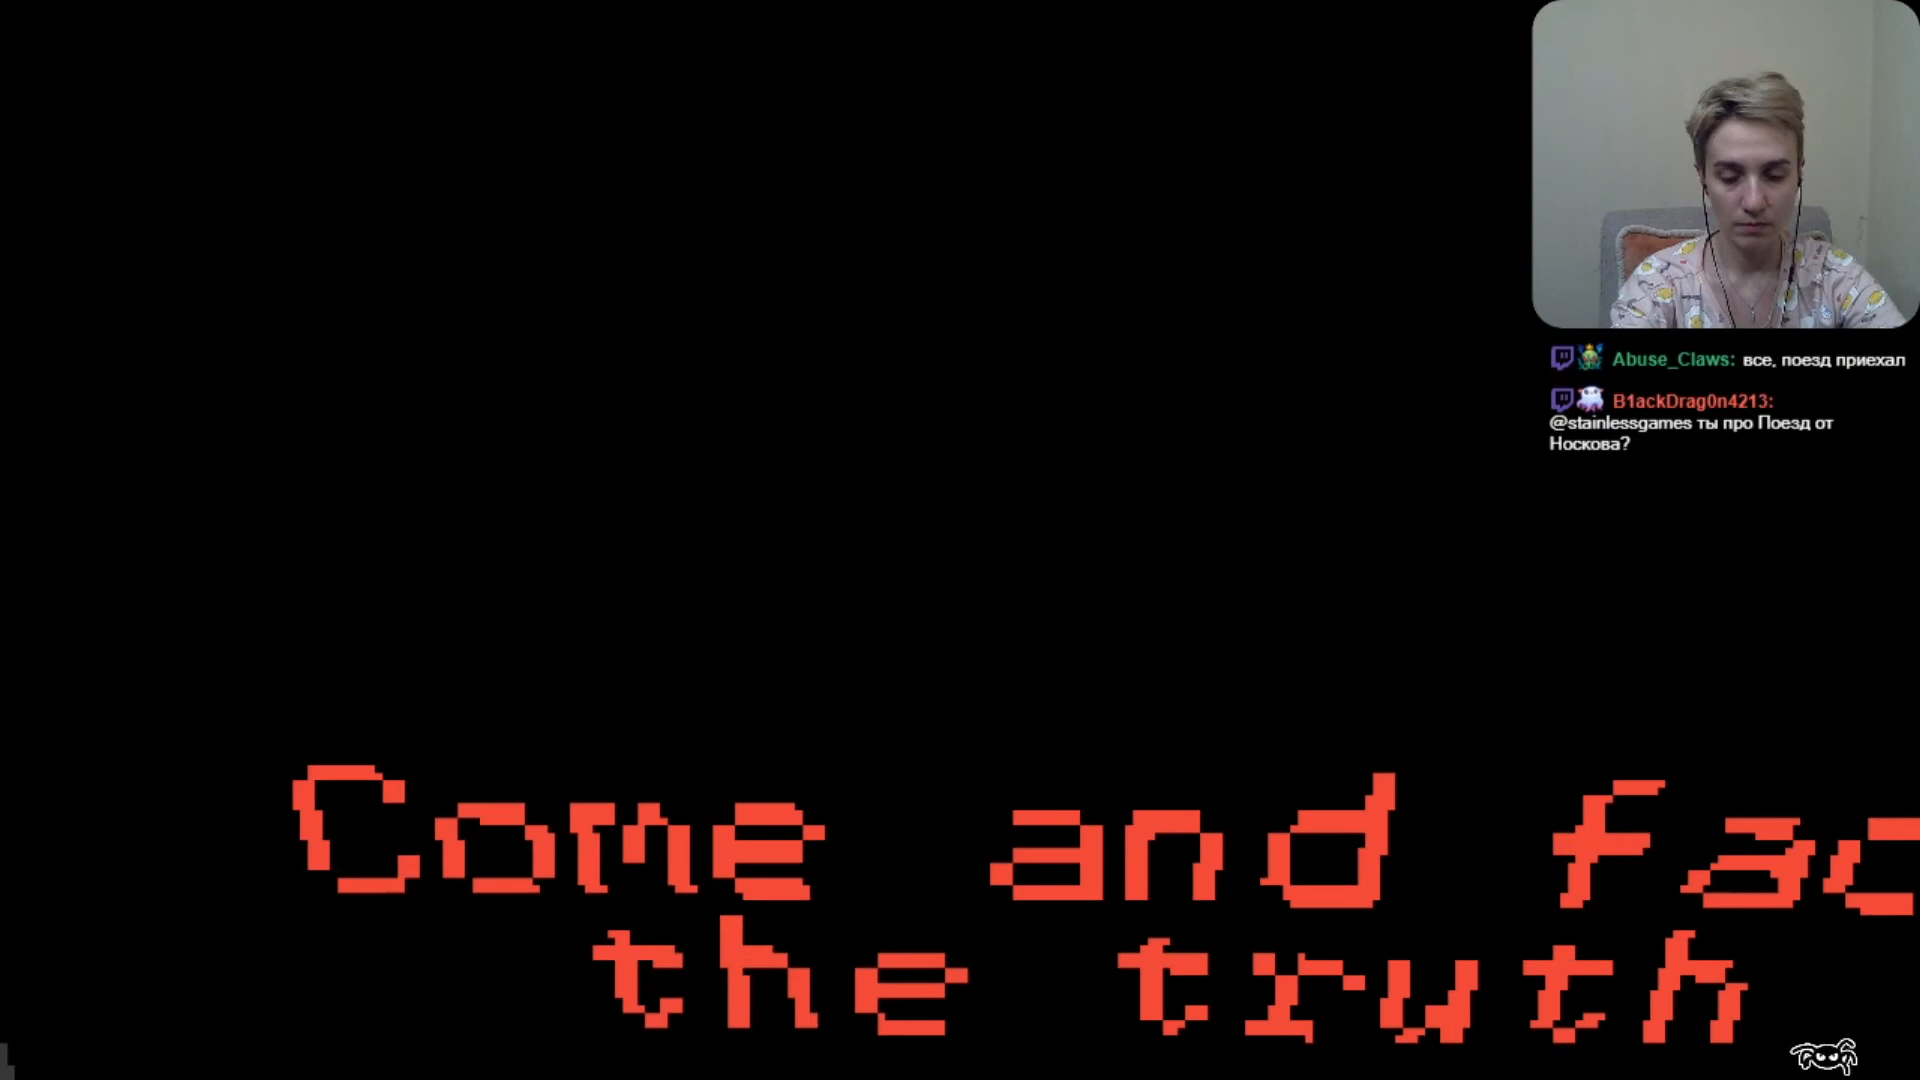 Abuse_Claws: все, поезд приехал
B1ackDrag0n4213:
@stainlessgames ты про Поезд от
Носкова?
Come and fac
the truth